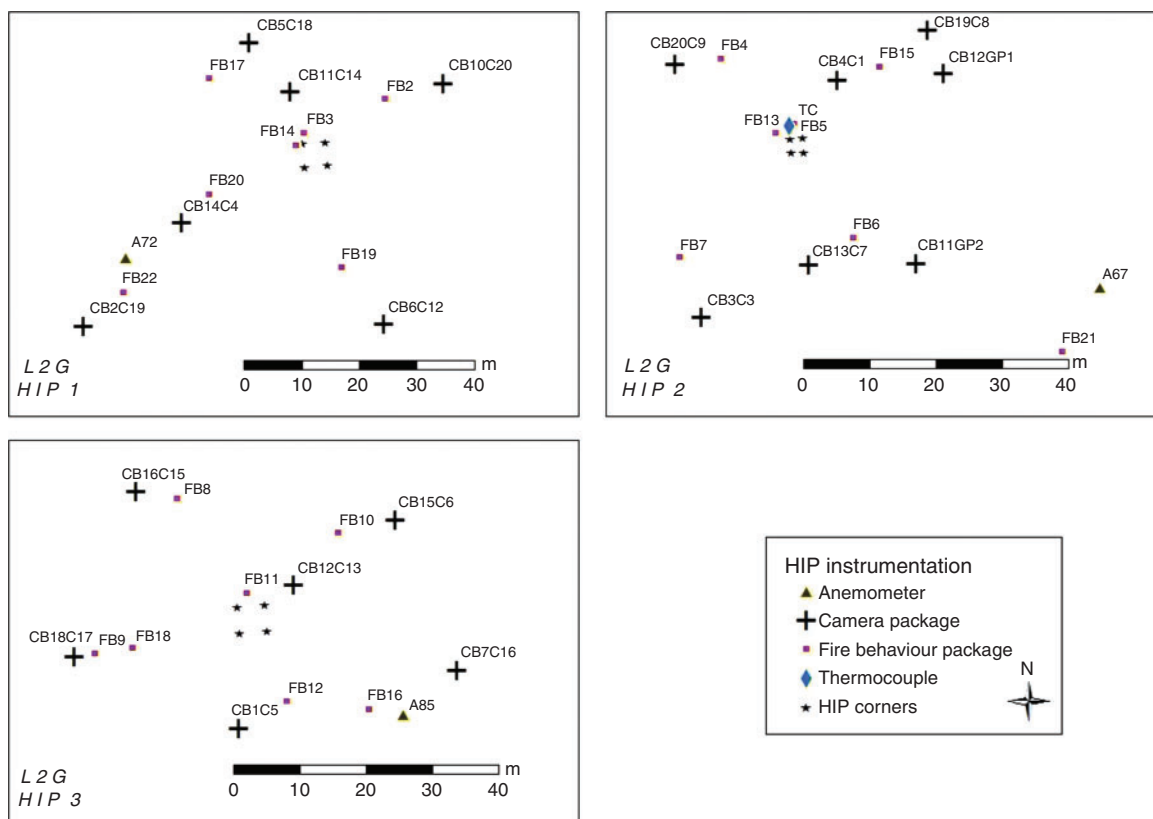 CB5C18
FB17
CB11C14
CB10C20
FB2
FB3
FB14
FB20
CB14C4
A72
FB22
CB2C19
FB19
CB6C12
m
0 10 20 30 40
L2G
HIP 1
CB19C8
CB20C9
FB4
FB15
CB12GP1
CB4C1
TC
FB13
FB5
FB6
FB7
CB13C7
CB11GP2
A67
CB3C3
FB21
m
0 10 20 30 40
L2G
HIP 2
CB16C15
FB8
CB15C6
FB10
CB12C13
FB11
CB18C17
FB9
FB18
CB7C16
FB12
FB16
A85
CB1C5
m
0 10 20 30 40
L2G
HIP 3
HIP instrumentation
Anemometer
Camera package
Fire behaviour package
Thermocouple
HIP corners
N